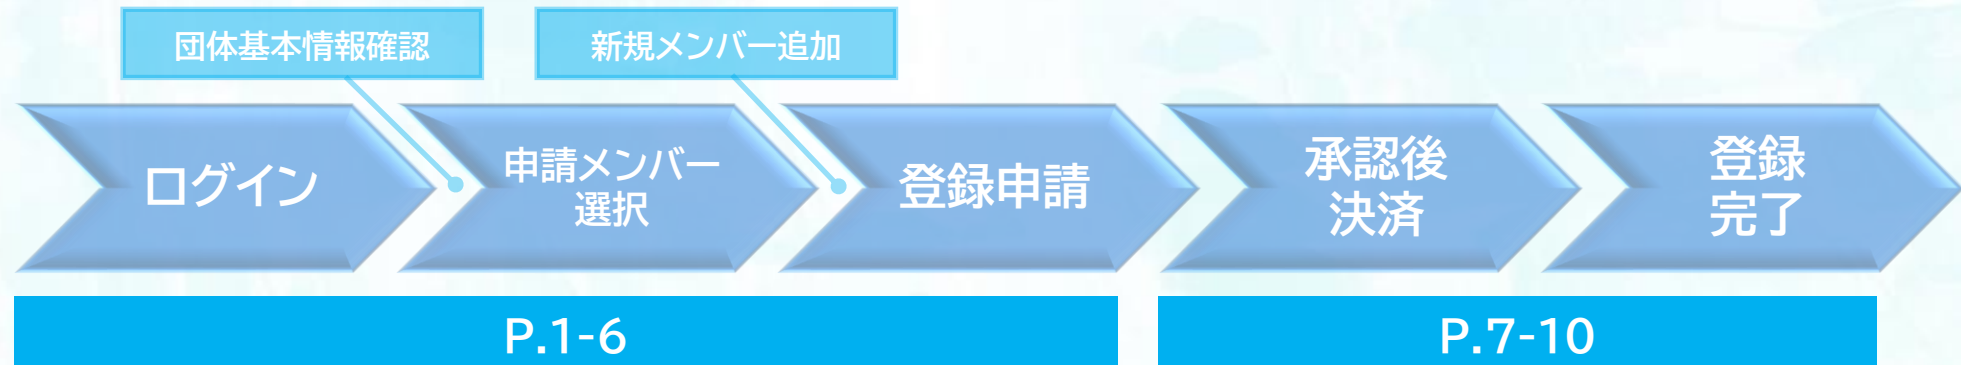 団体基本情報確認
新規メンバー追加
ログイン
申請メンバー
選択
登録申請
承認後
決済
登録
完了
P.1-6
P.7-10